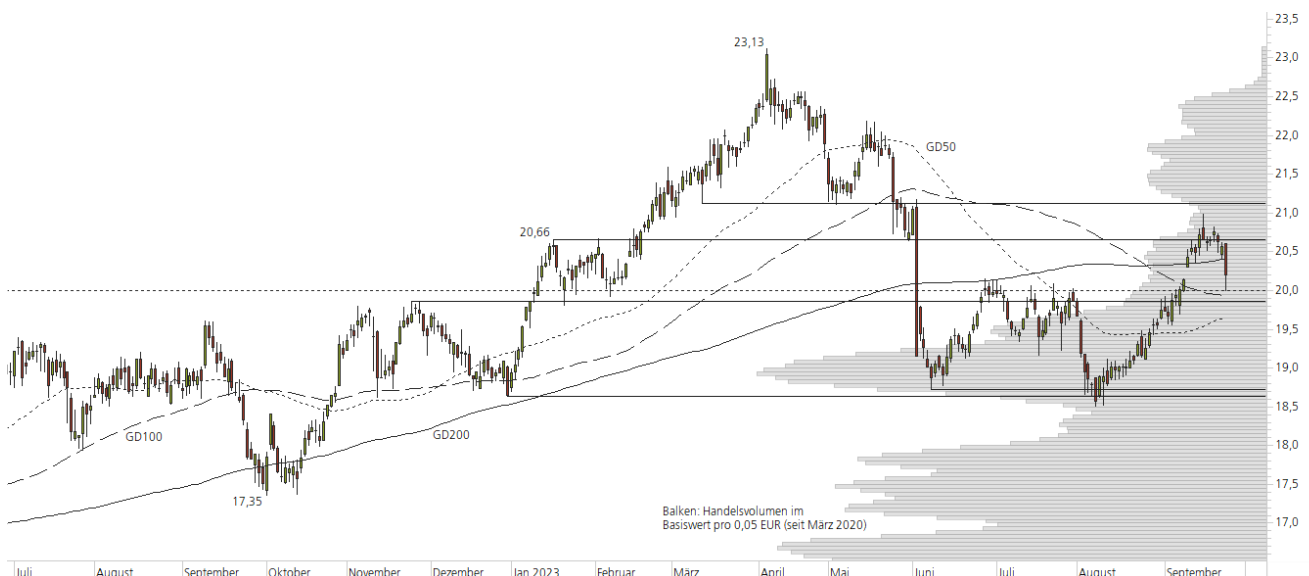 23,5
23,13
23,0
22,5
22,0
GD50
21,5
21,0
20,66
20,5
20,0
19,5
19,0
18,5
GD100
GD200
18,0
17,5
17,35
Balken: Handelsvolumen im
Basiswert pro 0,05 EUR (seit März 2020)
17,0
Juli August September Oktober November Dezember Jan 2023 Februar März April Mai Juni Juli August September